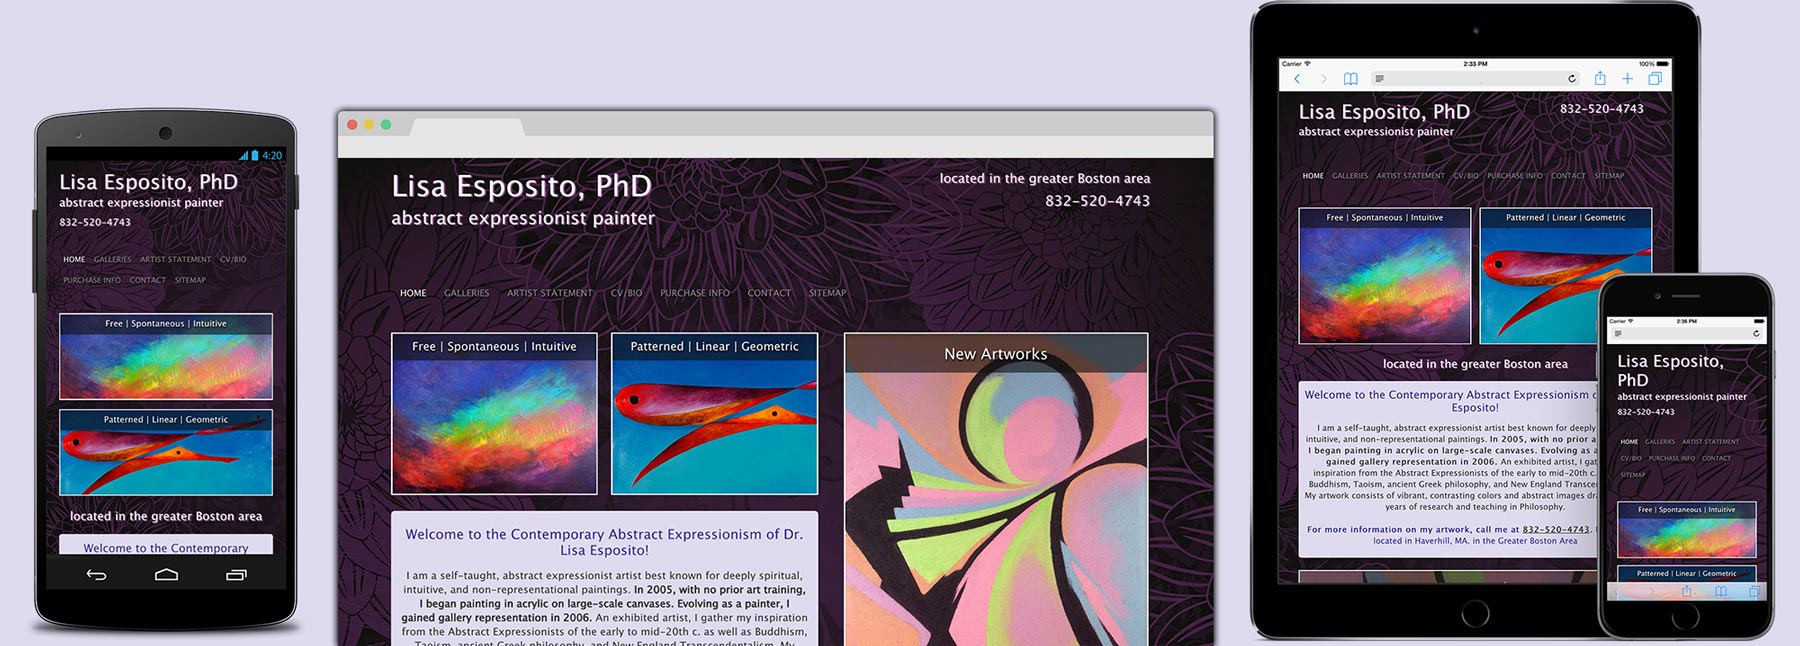 4:20
Lisa Esposito, PhD
abstract expressionist painter
832-520-4743
HOME GALLERIES ARTIST STATEMENT CV/BIO
PURCHASE INFO CONTACT SITEMAP
Free | Spontaneous | Intuitive
Patterned | Linear | Geometric
located in the greater Boston area
Welcome to the Contemporary
Lisa Esposito, PhD
abstract expressionist painter
located in the greater Boston area
832-520-4743
HOME GALLERIES ARTIST STATEMENT CV/BIO PURCHASE INFO CONTACT SITEMAP
Free | Spontaneous | Intuitive
Patterned | Linear | Geometric
New Artworks
Welcome to the Contemporary Abstract Expressionism of Dr.
Lisa Esposito!
I am a self-taught, abstract expressionist artist best known for deeply spiritual,
intuitive, and non-representational paintings. In 2005, with no prior art training,
I began painting in acrylic on large-scale canvases. Evolving as a painter, I
gained gallery representation in 2006. An exhibited artist, I gather my inspiration
from the Abstract Expressionists of the early to mid-20th c. as well as Buddhism,
Taoism, ancient Greek philosophy, and New England Transcendentalism. My
Carrier 2:35 PM 100%
Lisa Esposito, PhD
abstract expressionist painter
832-520-4743
HOME GALLERIES ARTIST STATEMENT CV/BIO PURCHASE INFO CONTACT SITEMAP
Free | Spontaneous | Intuitive
Patterned | Linear | Geometric
located in the greater Boston area
Welcome to the Contemporary Abstract Expressionism
Esposito!
I am a self-taught, abstract expressionist artist best known for deeply
intuitive, and non-representational paintings. In 2005, with no prior a
I began painting in acrylic on large-scale canvases. Evolving as a
gained gallery representation in 2006. An exhibited artist, I gat
inspiration from the Abstract Expressionists of the early to mid-20th c.
Buddhism, Taoism, ancient Greek philosophy, and New England Transcen
My artwork consists of vibrant, contrasting colors and abstract images dr
years of research and teaching in Philosophy.
For more information on my artwork, call me at 832-520-4743.
located in Haverhill, MA. in the Greater Boston Area
Carrier 2:36 PM
Lisa Esposito,
PhD
abstract expressionist painter
832-520-4743
HOME GALLERIES ARTIST STATEMENT
CV/BIO PURCHASE INFO CONTACT
SITEMAP
Free | Spontaneous | Intuitive
Patterned | Linear | Geometric